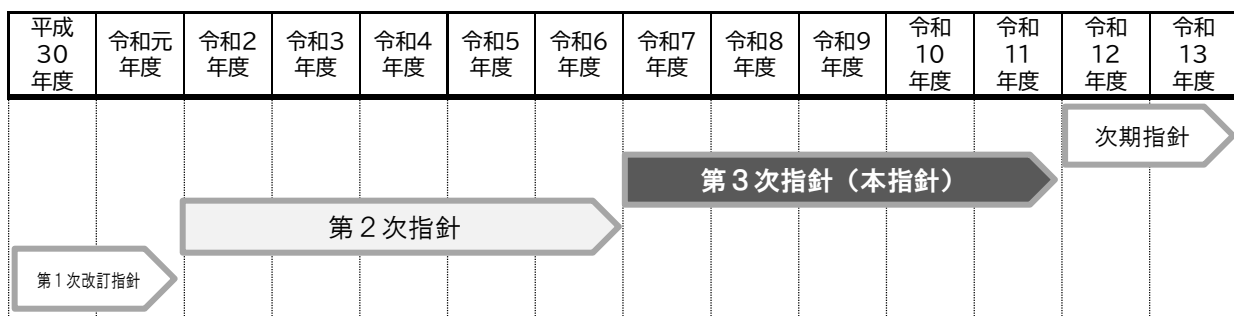 平成
30
年度
令和元
年度
令和2
年度
令和3
年度
令和4
年度
令和5
年度
令和6
年度
令和7
年度
令和8
年度
令和9
年度
令和
10
年度
令和
11
年度
令和
12
年度
令和
13
年度
次期指針
第３次指針（本指針）
第２次指針
第１次改訂指針